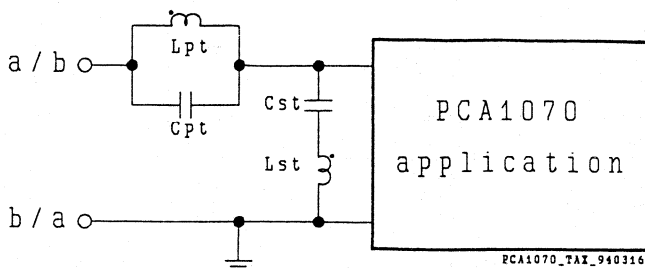 Lpt
a/b
Cpt
Cst
Lst
b/a
PCA1070
application
PCA1070_TAX_940316